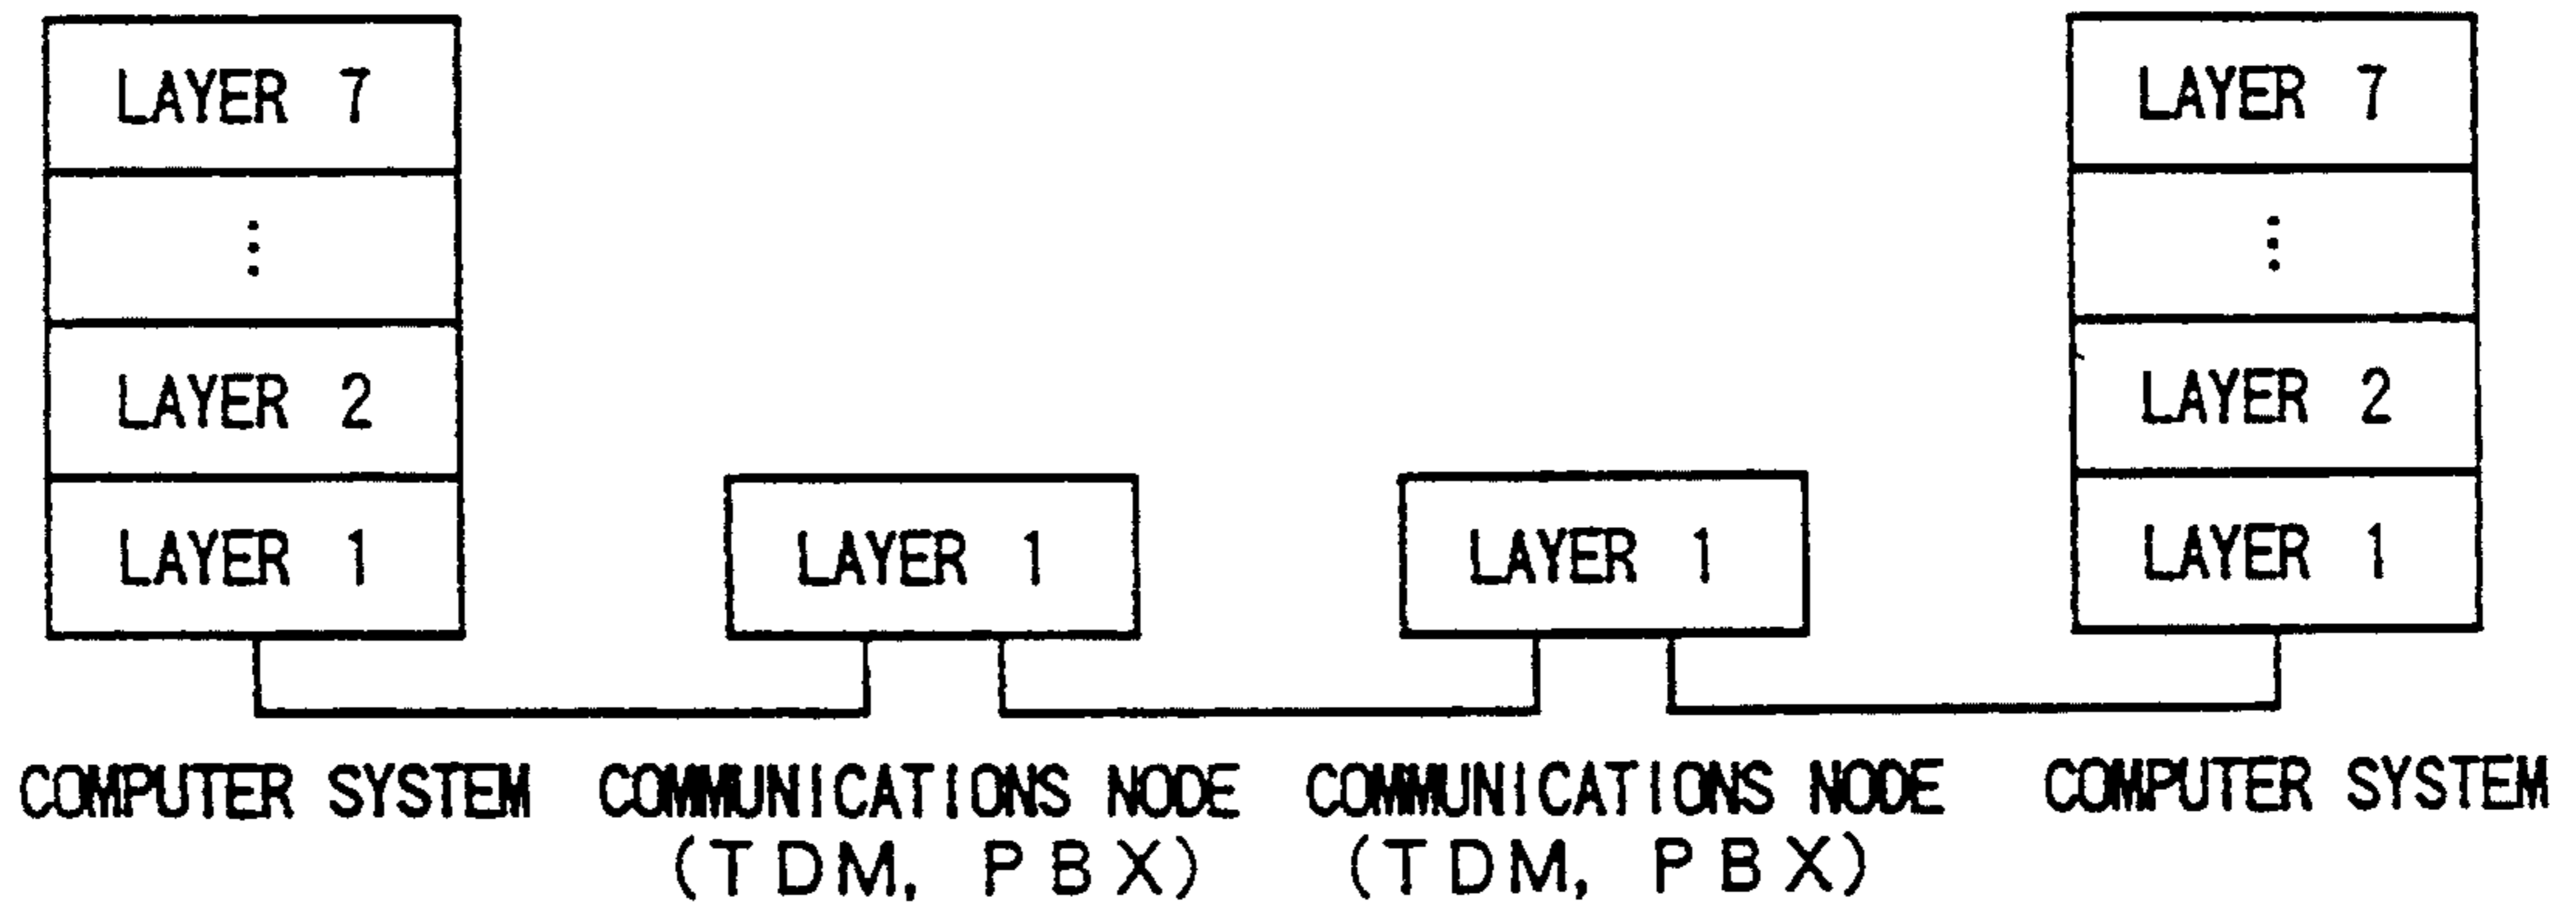 LAYER 7
⋮
LAYER 2
LAYER 1
LAYER 1
LAYER 1
LAYER 7
⋮
LAYER 2
LAYER 1
COMPUTER SYSTEM
COMMUNICATIONS NODE
(TDM, PBX)
COMMUNICATIONS NODE
(TDM, PBX)
COMPUTER SYSTEM